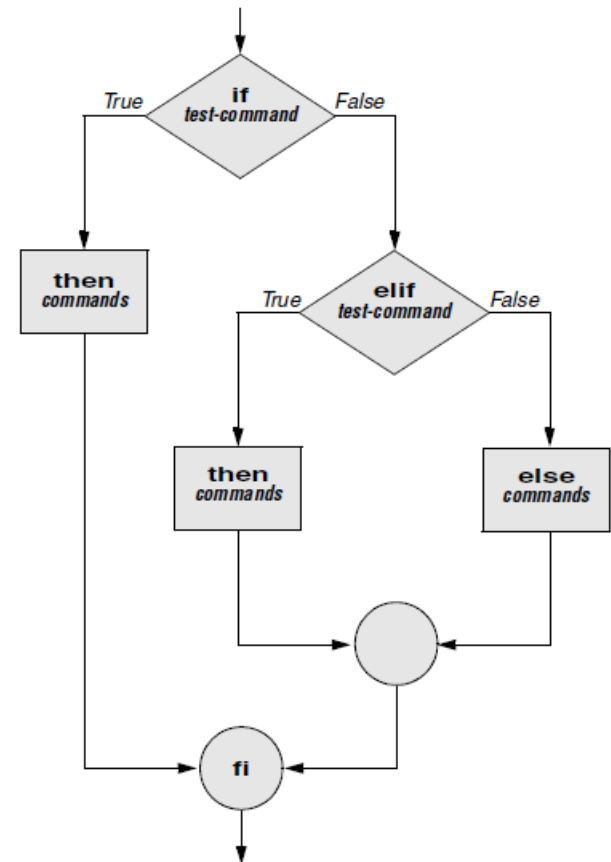 if
True
False
test-command
then
commands
elif
True
False
test-command
then
commands
else
commands
fi